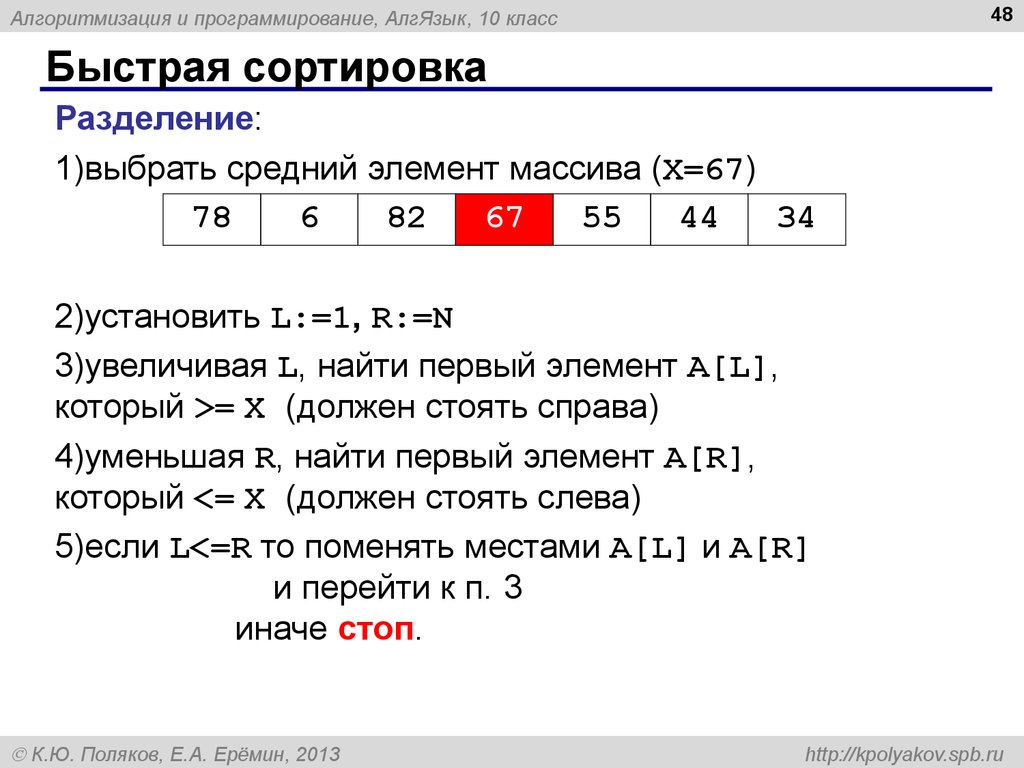 Алгоритмизация и программирование, АлгЯзык, 10 класс 48
Быстрая сортировка
Разделение:
1)выбрать средний элемент массива (X=67)
78 6 82 67 55 44 34
2)установить L:=1, R:=N
3)увеличивая L, найти первый элемент A[L],
который >= X (должен стоять справа)
4)уменьшая R, найти первый элемент A[R],
который <= X (должен стоять слева)
5)если L<=R то поменять местами A[L] и A[R]
и перейти к п. 3
иначе стоп.
© К.Ю. Поляков, Е.А. Ерёмин, 2013 http://kpolyakov.spb.ru